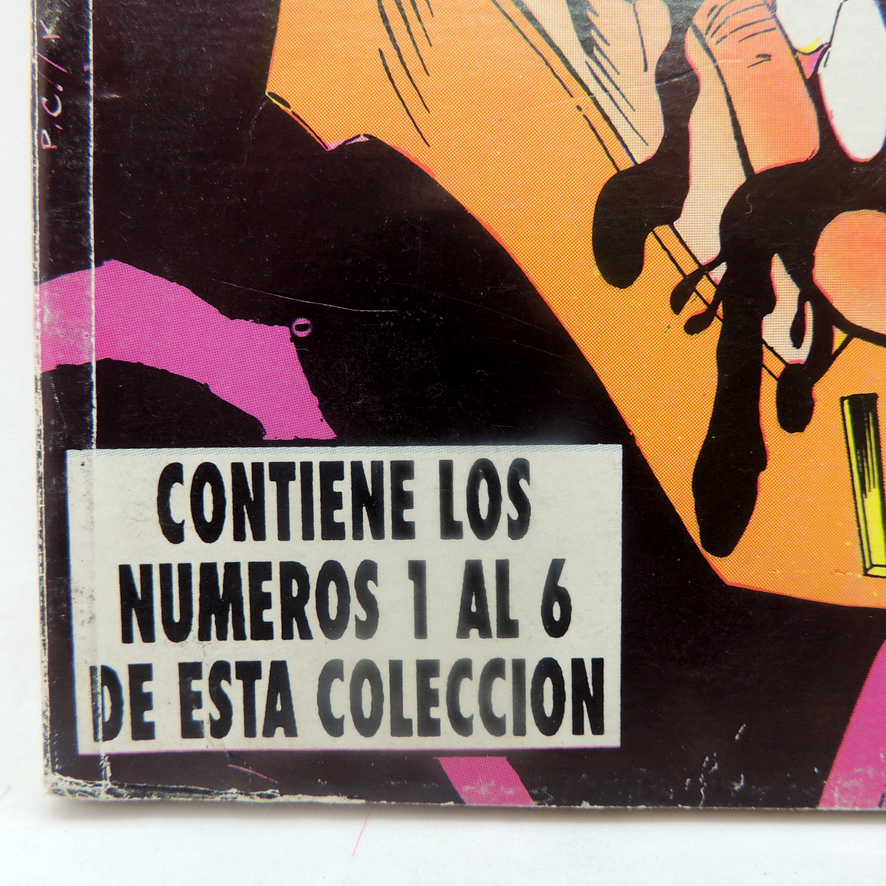 P.C./K
CONTIENE LOS
NUMEROS 1 AL 6
DE ESTA COLECCION